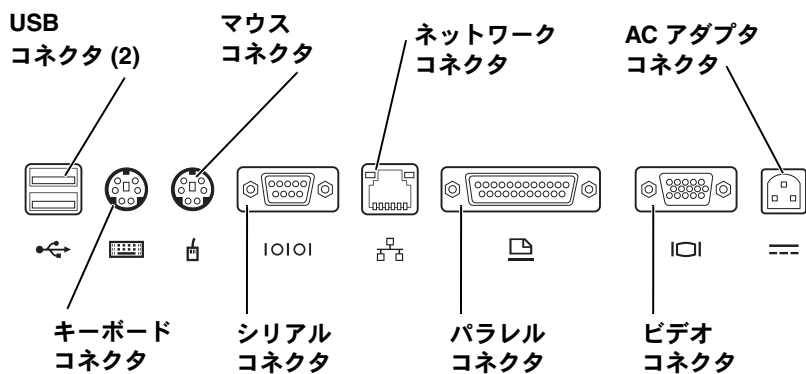 USB
コネクタ (2)
マウス
コネクタ
ネットワーク
コネクタ
AC アダプタ
コネクタ
キーボード
コネクタ
シリアル
コネクタ
パラレル
コネクタ
ビデオ
コネクタ